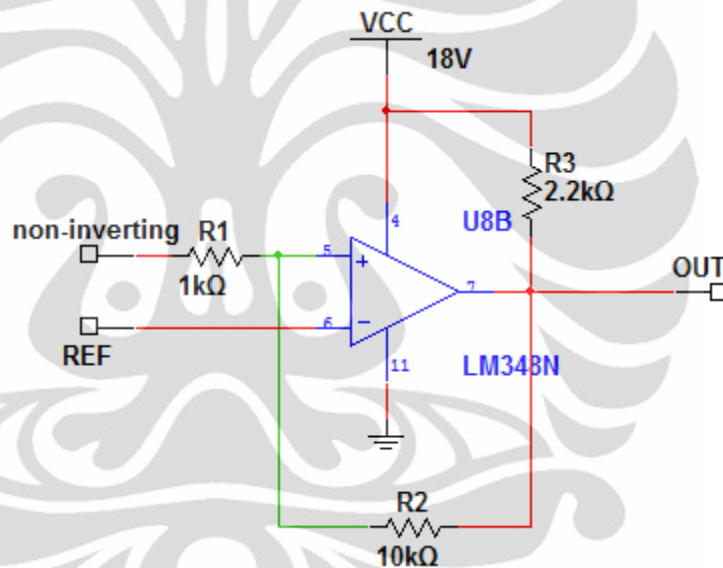 VCC
18V
R3
2.2kΩ
4
U8B
non-inverting
R1
5
+
1kΩ
7
OUT
6
−
REF
11
LM348N
R2
10kΩ